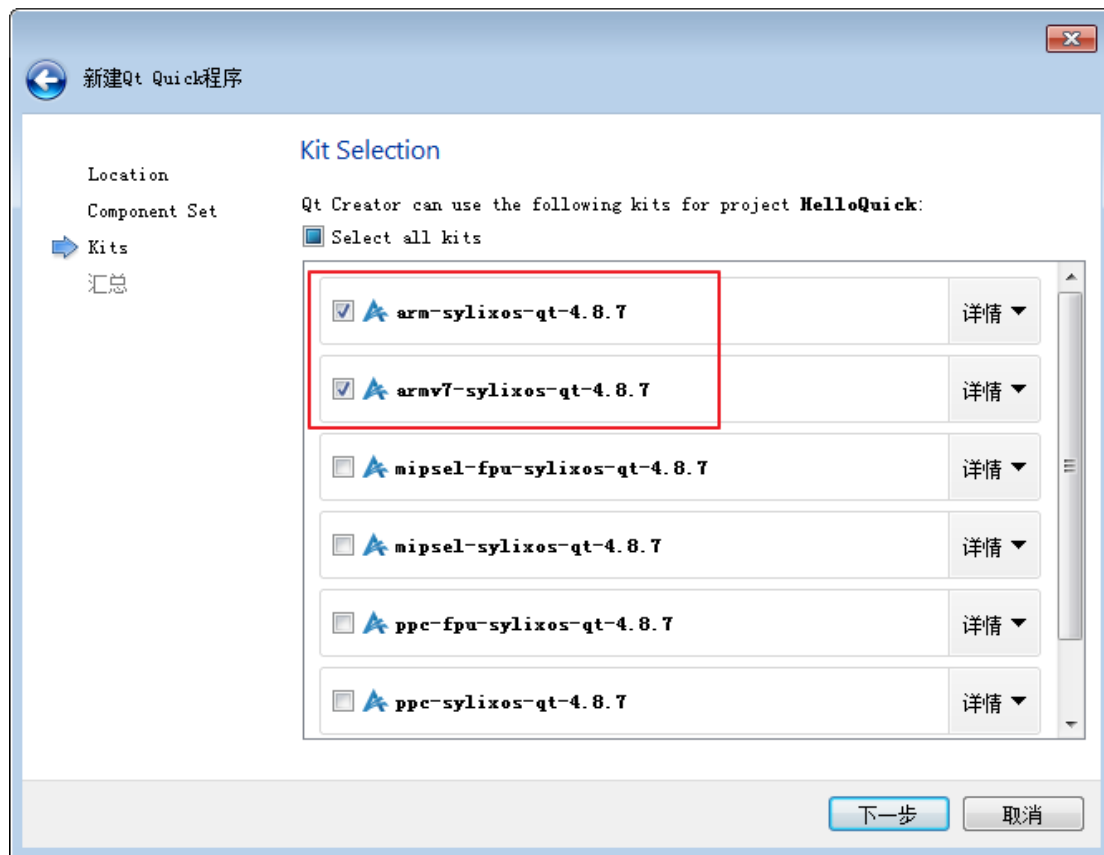 新建Qt Quick程序
Location
Component Set
Kits
汇总
Kit Selection
Qt Creator can use the following kits for project HelloQuick:
Select all kits
arm-sylixos-qt-4.8.7 详情
armv7-sylixos-qt-4.8.7 详情
mipsel-fpu-sylixos-qt-4.8.7 详情
mipsel-sylixos-qt-4.8.7 详情
ppc-fpu-sylixos-qt-4.8.7 详情
ppc-sylixos-qt-4.8.7 详情
下一步 取消